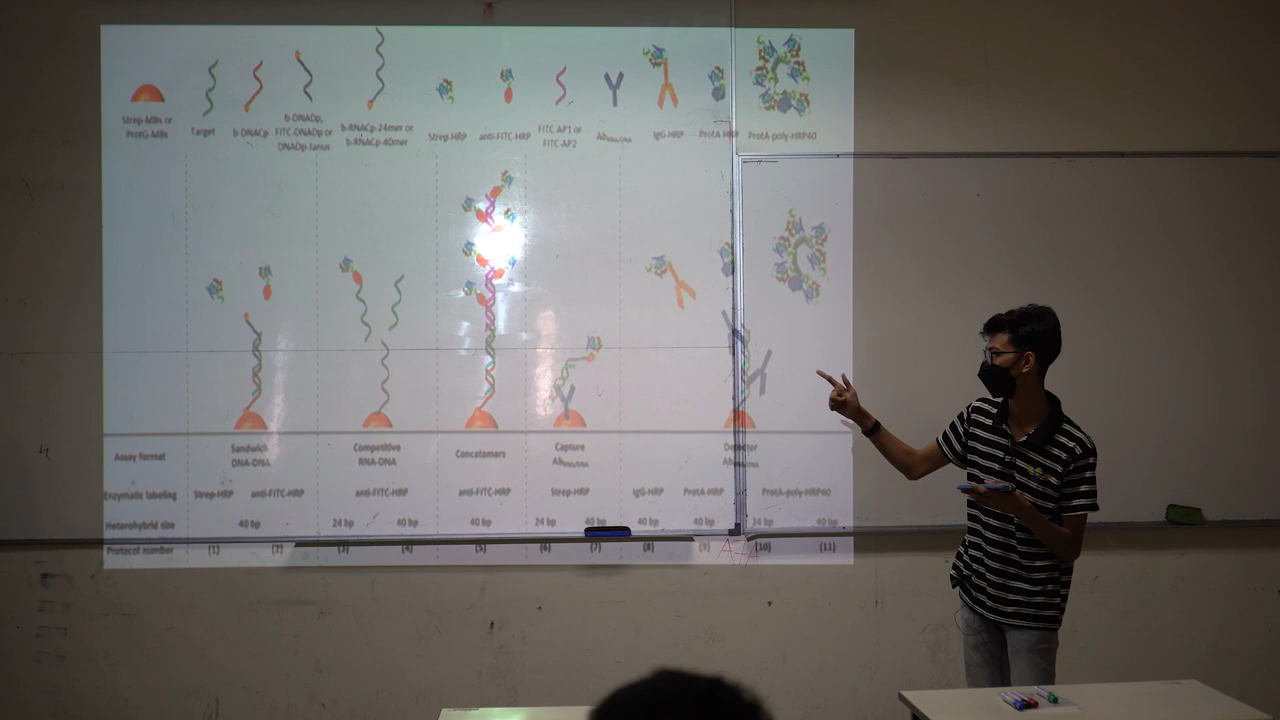 Strep-MBs or
ProtG-MBs
Target
b-DNACp
b-DNADp,
FITC-DNADp or
DNADp-Janus
b-RNACp-24mer or
b-RNACp-40mer
Strep-HRP
anti-FITC-HRP
FITC-AP1 or
FITC-AP2
IgG-HRP
ProtA-HRP
ProtA-poly-HRP40
Assay format
Sandwich
DNA-DNA
Competitive
RNA-DNA
Concatamers
Capture
Detector
Enzymatic labeling
Strep-HRP
anti-FITC-HRP
anti-FITC-HRP
anti-FITC-HRP
Strep-HRP
IgG-HRP
ProtA-HRP
ProtA-poly-HRP40
Heterohybrid size
40 bp
24 bp
40 bp
40 bp
24 bp
40 bp
40 bp
40 bp
24 bp
40 bp
Protocol number
(1)
(2)
(3)
(4)
(5)
(6)
(7)
(8)
(9)
(10)
(11)